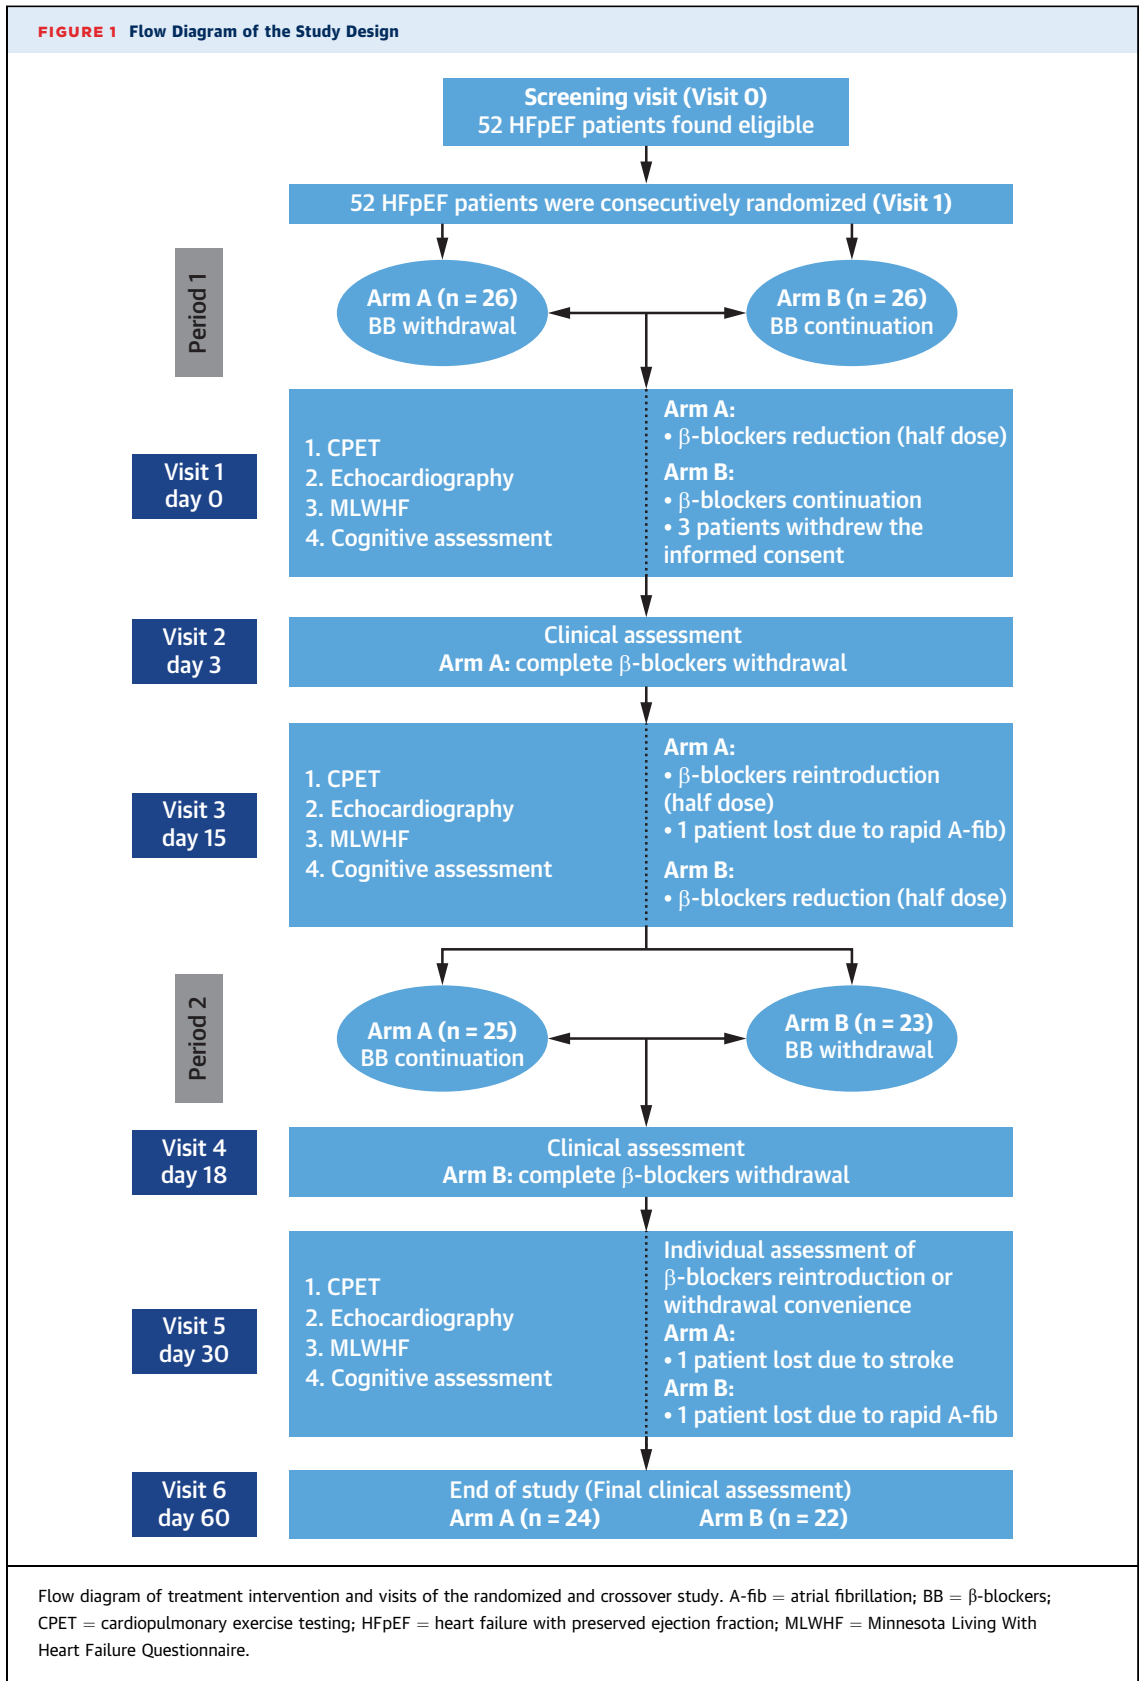 FIGURE 1 Flow Diagram of the Study Design
Screening visit (Visit 0)
52 HFpEF patients found eligible
52 HFpEF patients were consecutively randomized (Visit 1)
Period 1
Arm A (n = 26)
BB withdrawal
Arm B (n = 26)
BB continuation
Visit 1
day 0
1. CPET
2. Echocardiography
3. MLWHF
4. Cognitive assessment
Arm A:
• β-blockers reduction (half dose)
Arm B:
• β-blockers continuation
• 3 patients withdrew the
informed consent
Visit 2
day 3
Clinical assessment
Arm A: complete β-blockers withdrawal
Visit 3
day 15
1. CPET
2. Echocardiography
3. MLWHF
4. Cognitive assessment
Arm A:
• β-blockers reintroduction
(half dose)
• 1 patient lost due to rapid A-fib)
Arm B:
• β-blockers reduction (half dose)
Period 2
Arm A (n = 25)
BB continuation
Arm B (n = 23)
BB withdrawal
Visit 4
day 18
Clinical assessment
Arm B: complete β-blockers withdrawal
Visit 5
day 30
1. CPET
2. Echocardiography
3. MLWHF
4. Cognitive assessment
Individual assessment of
β-blockers reintroduction or
withdrawal convenience
Arm A:
• 1 patient lost due to stroke
Arm B:
• 1 patient lost due to rapid A-fib
Visit 6
day 60
End of study (Final clinical assessment)
Arm A (n = 24) Arm B (n = 22)
Flow diagram of treatment intervention and visits of the randomized and crossover study. A-fib = atrial fibrillation; BB = β-blockers;
CPET = cardiopulmonary exercise testing; HFpEF = heart failure with preserved ejection fraction; MLWHF = Minnesota Living With
Heart Failure Questionnaire.